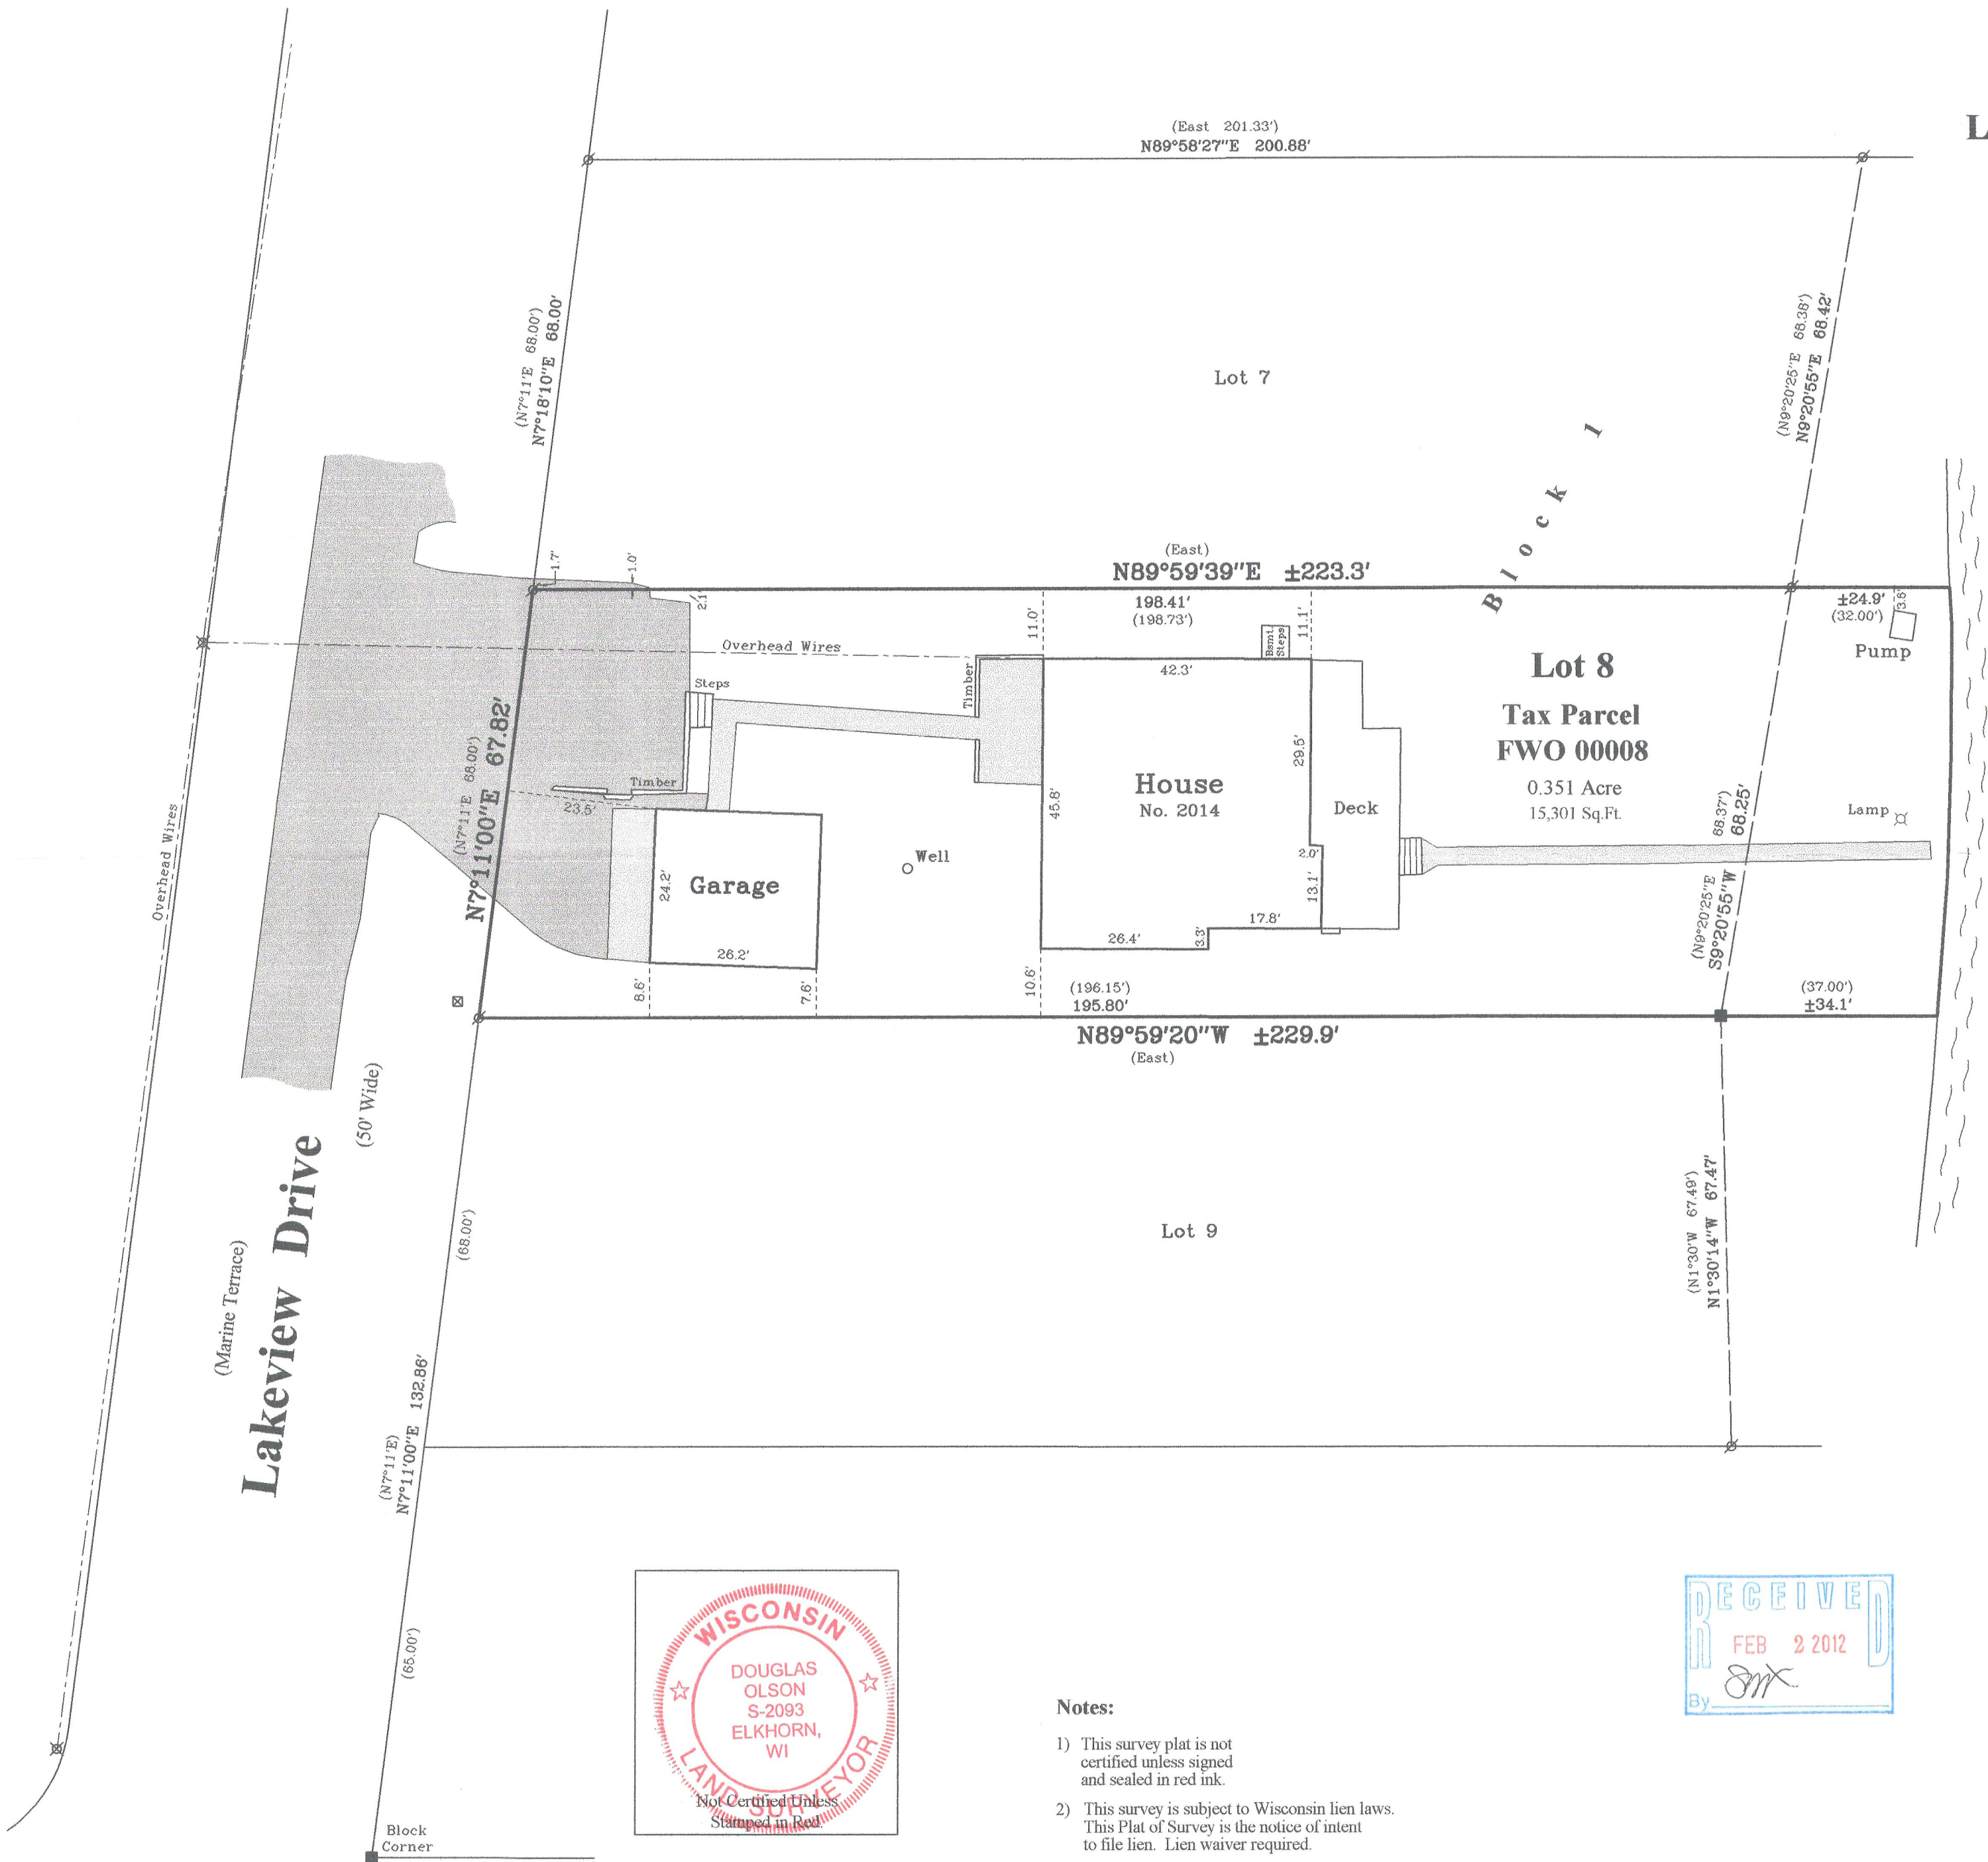 L
(East 201.33')
N89°58'27"E 200.88'
(N7°11'E 68.00')
N7°18'10"E 68.00'
(N9°20'25"E 68.38')
N9°20'55"E 68.42'
Lot 7
Block 1
(East)
N89°59'39"E ±223.3'
1.7'
1.0'
2.1'
198.41'
(198.73')
11.0'
11.1'
±24.9'
(32.00')
3.8'
Pump
Overhead Wires
Bsmt.
Steps
42.3'
Timber
Steps
Lot 8
Tax Parcel
FWO 00008
0.351 Acre
15,301 Sq.Ft.
(N7°11'E 68.00')
N7°11'00"E 67.82'
Timber
23.5'
House
No. 2014
45.8'
29.5'
Deck
Lamp
Overhead Wires
Well
Garage
24.2'
26.2'
2.0'
13.1'
17.8'
26.4'
3.3'
(N9°20'25"E 68.37')
S9°20'55"W 68.25'
8.6'
7.6'
10.6'
(196.15')
195.80'
(37.00')
±34.1'
N89°59'20"W ±229.9'
(East)
(50' Wide)
Lakeview Drive
(Marine Terrace)
(68.00')
Lot 9
(N1°30'W 67.49')
N1°30'14"W 67.47'
(N7°11'E)
N7°11'00"E 132.86'
(65.00')
WISCONSIN
DOUGLAS
OLSON
S-2093
ELKHORN,
WI
LAND SURVEYOR
Not Certified Unless
Stamped in Red.
RECEIVED
FEB 2 2012
By
Notes:
1) This survey plat is not
certified unless signed
and sealed in red ink.
2) This survey is subject to Wisconsin lien laws.
This Plat of Survey is the notice of intent
to file lien. Lien waiver required.
Block
Corner